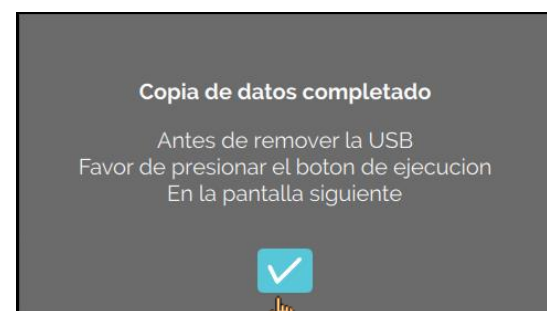 Copia de datos completado
Antes de remover la USB
Favor de presionar el boton de ejecucion
En la pantalla siguiente